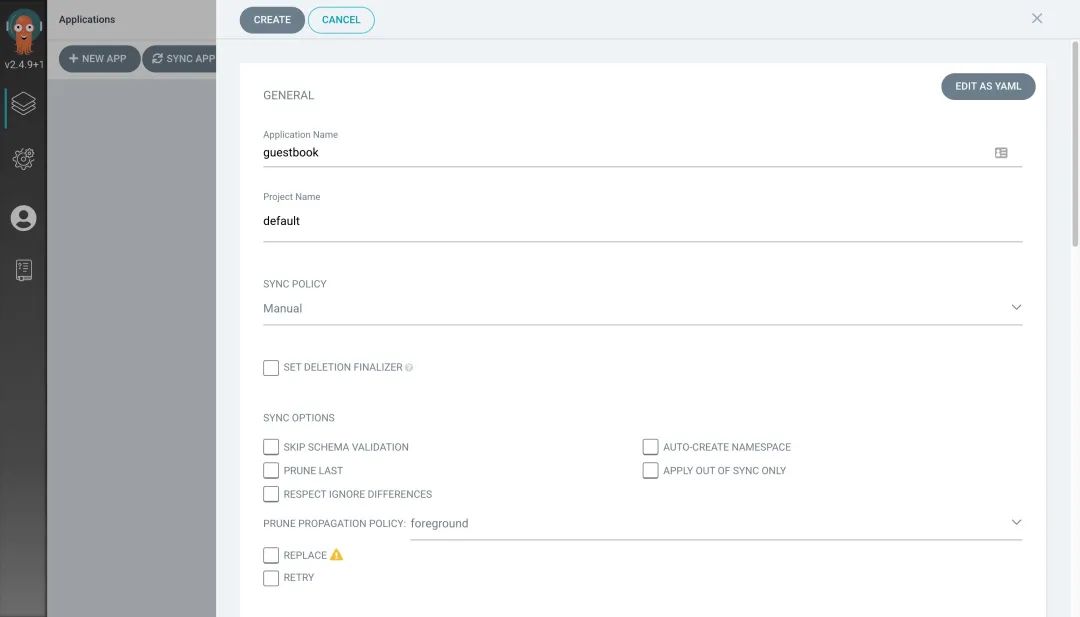 Applications
CREATE
CANCEL
v2.4.9+1
NEW APP
SYNC APP
GENERAL
EDIT AS YAML
Application Name
guestbook
Project Name
default
SYNC POLICY
Manual
SET DELETION FINALIZER
SYNC OPTIONS
SKIP SCHEMA VALIDATION
AUTO-CREATE NAMESPACE
PRUNE LAST
APPLY OUT OF SYNC ONLY
RESPECT IGNORE DIFFERENCES
PRUNE PROPAGATION POLICY: foreground
REPLACE
RETRY